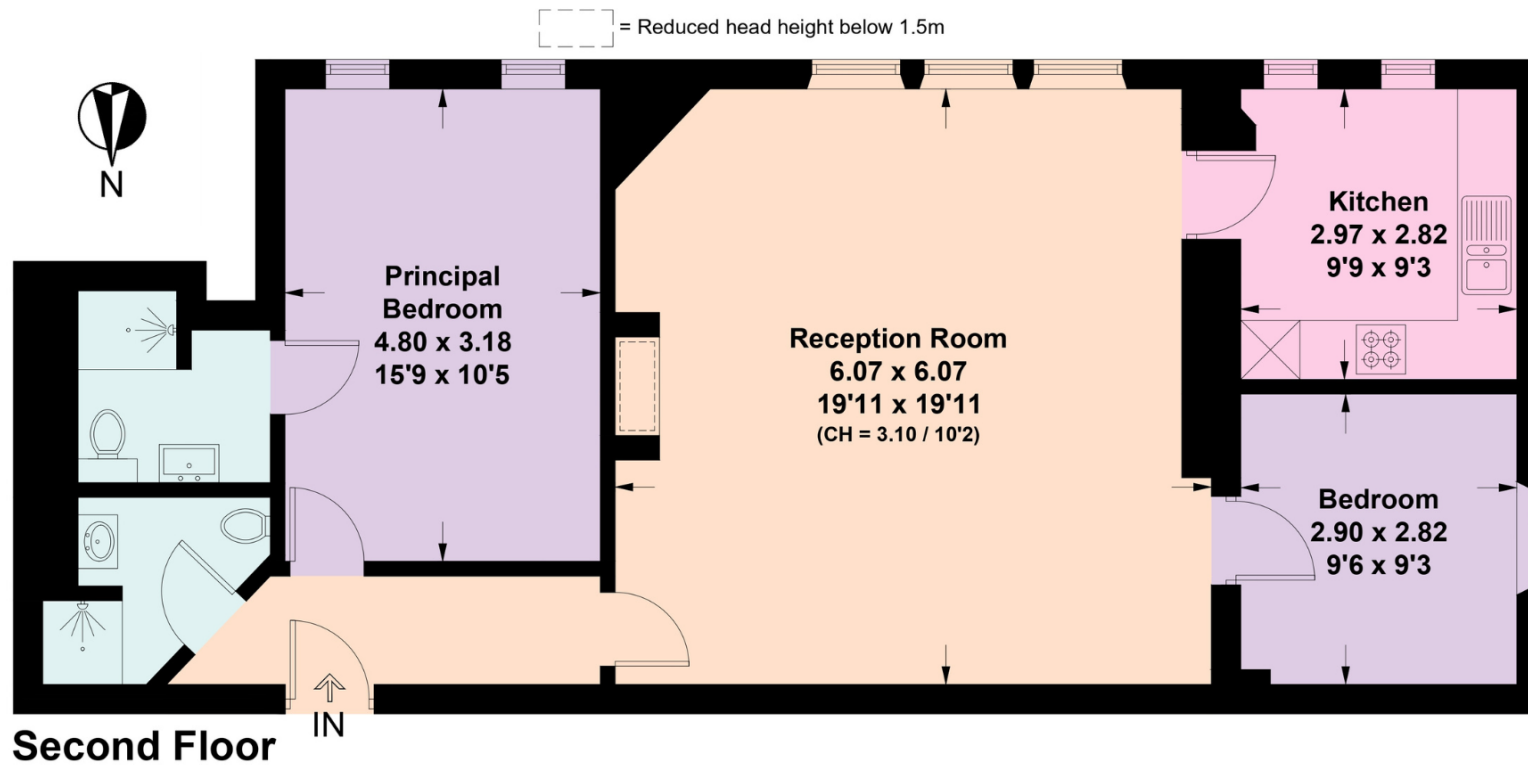 = Reduced head height below 1.5m
N
Principal
Bedroom
4.80 x 3.18
15'9 x 10'5
Reception Room
6.07 x 6.07
19'11 x 19'11
(CH = 3.10 / 10'2)
Kitchen
2.97 x 2.82
9'9 x 9'3
Bedroom
2.90 x 2.82
9'6 x 9'3
IN
Second Floor